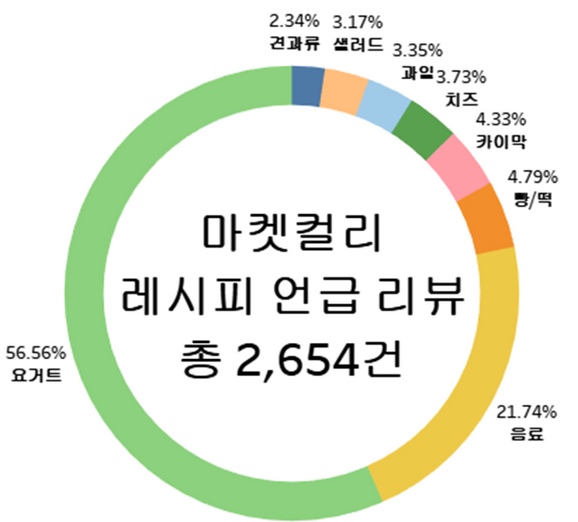 2.34%
견과류
3.17%
샐러드
3.35%
과일
3.73%
치즈
4.33%
카이막
4.79%
빵/떡
마켓컬리
레시피 언급 리뷰
총 2,654건
56.56%
요거트
21.74%
음료